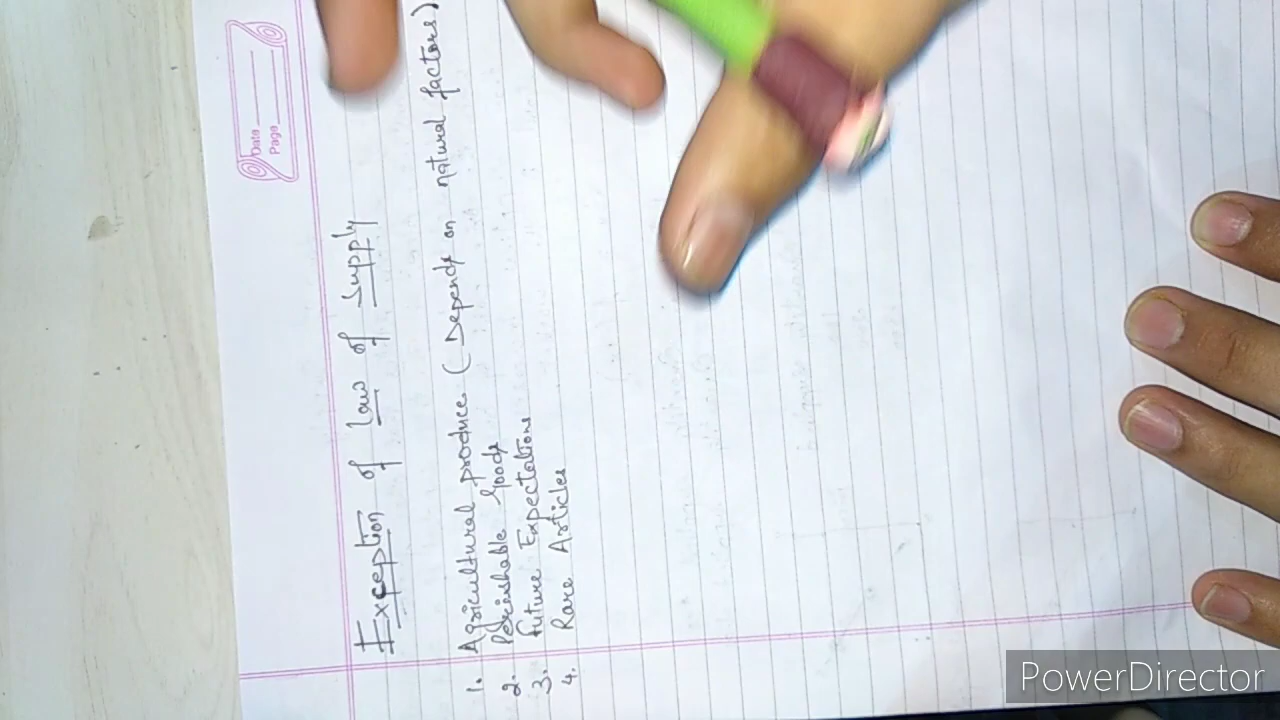 Date
Page
Exception of Law of Supply
1. Agricultural produce (Depends on natural factors)
2. Perishable Goods
3. Future Expectations
4. Rare Articles
PowerDirector